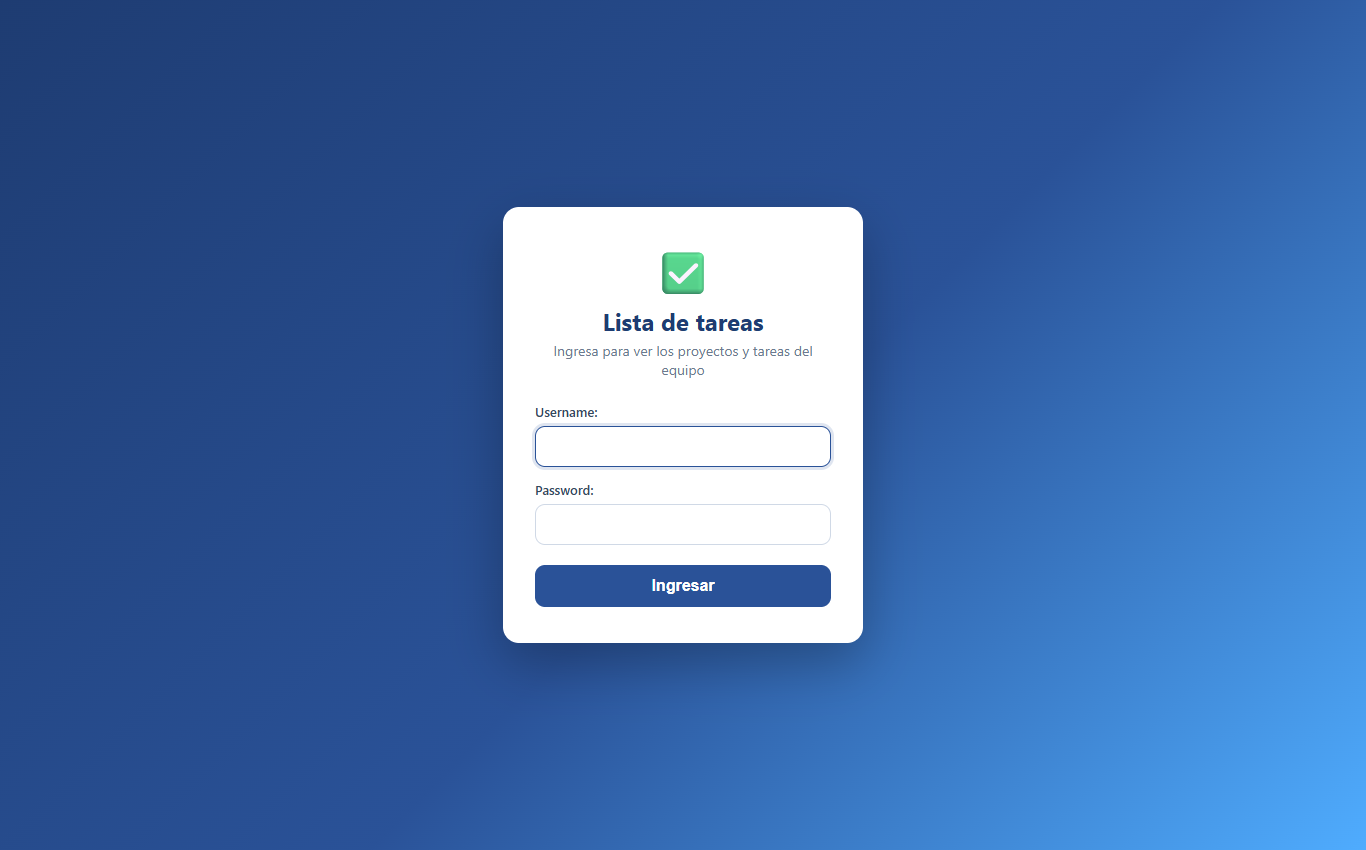 Lista de tareas
Ingresa para ver los proyectos y tareas del
equipo
Username:
Password:
Ingresar